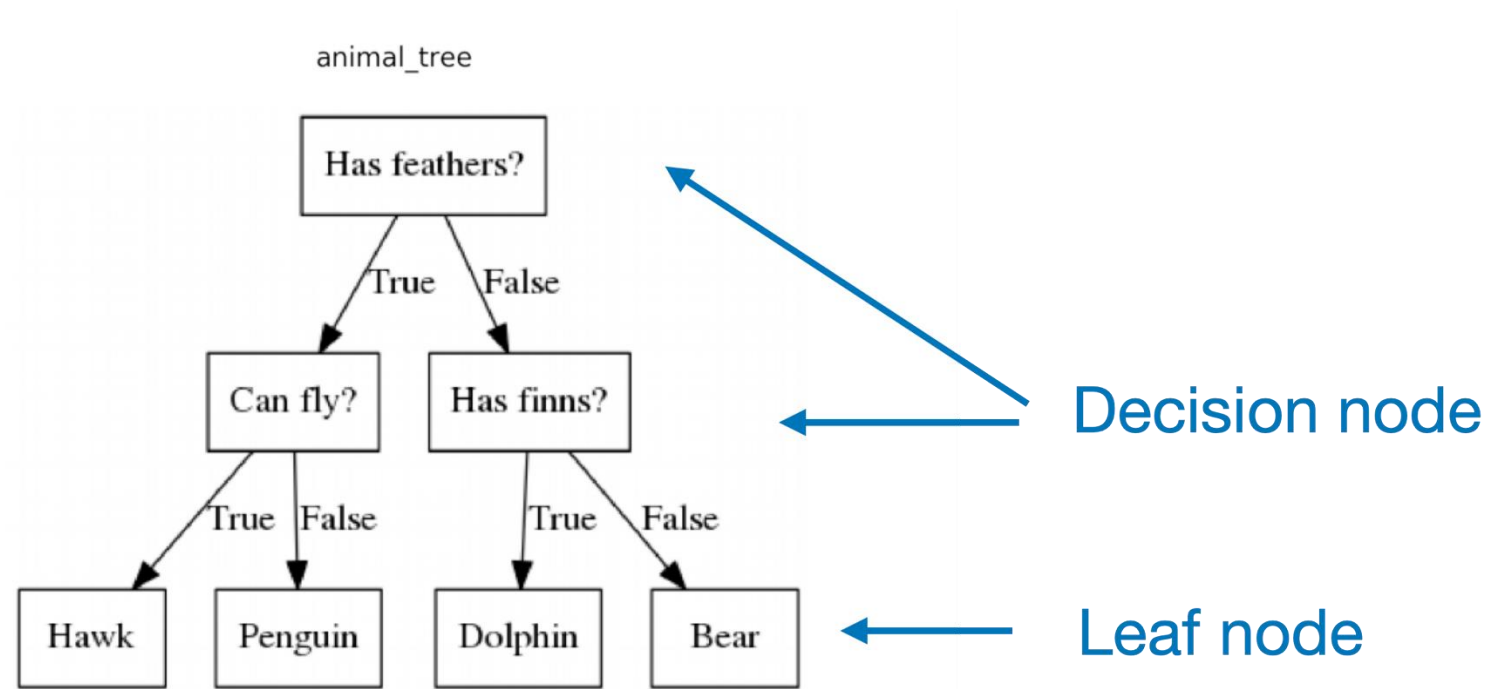 animal_tree
Has feathers?
True False
Can fly? Has finns?
Decision node
True False True False
Hawk Penguin Dolphin Bear
Leaf node